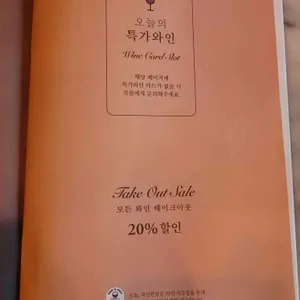 오늘의
특가와인
Wine Card Slot
해당 페이지에
특가와인 카드가 없을 시
직원에게 문의해주세요.
Take Out Sale
모든 와인 테이크아웃
20% 할인